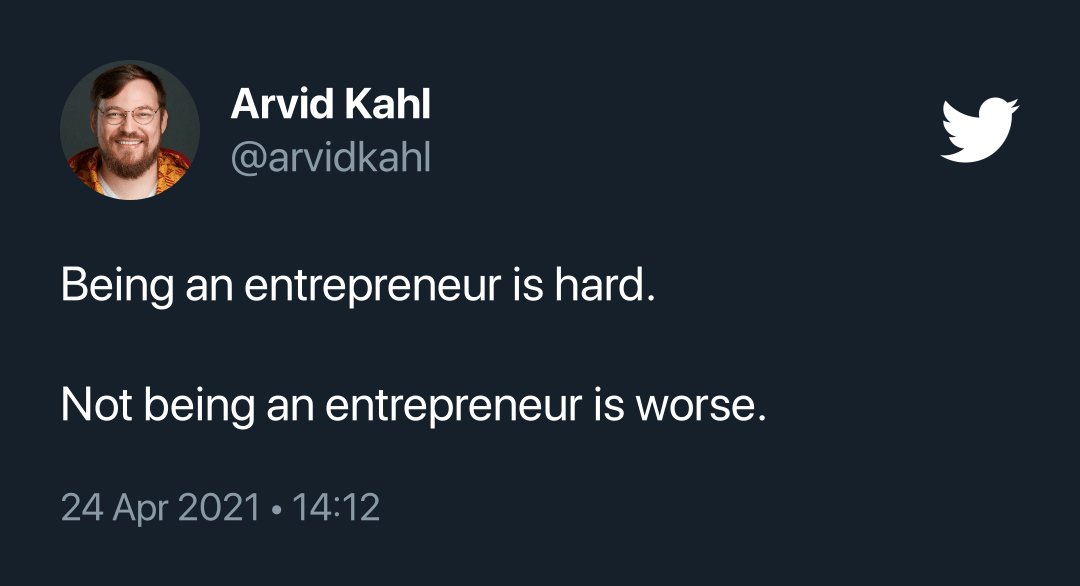 Arvid Kahl
@arvidkahl
Being an entrepreneur is hard.
Not being an entrepreneur is worse.
24 Apr 2021 • 14:12